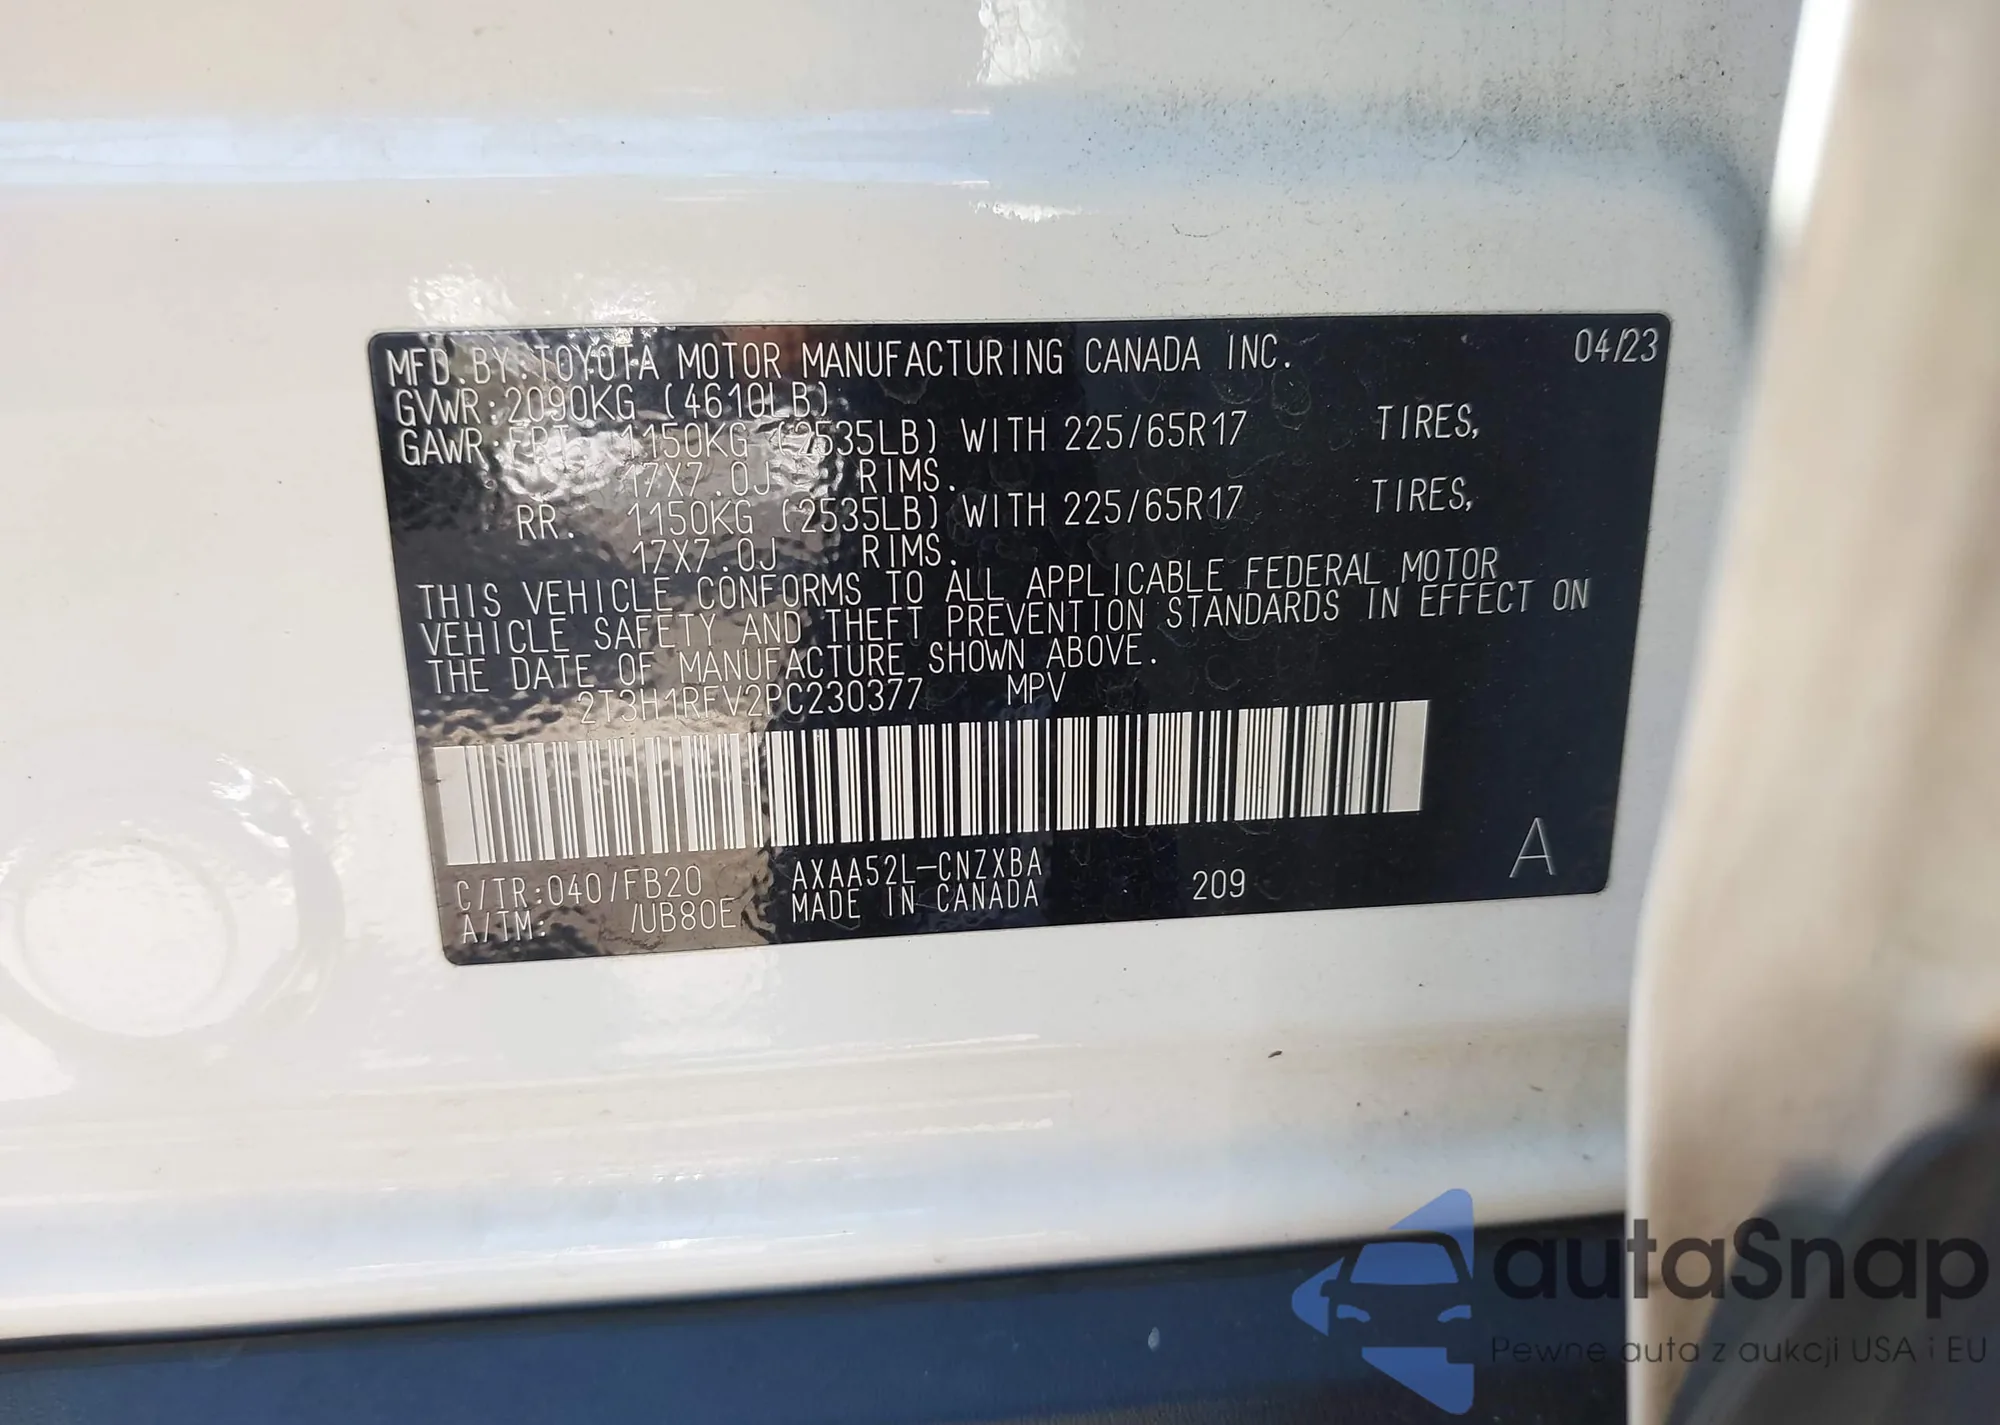 MFD.BY:TOYOTA MOTOR MANUFACTURING CANADA INC. 04/23
GVWR:2090KG (4610LB)
GAWR:FRT. 1150KG (2535LB) WITH 225/65R17 TIRES,
17X7.0J RIMS.
RR. 1150KG (2535LB) WITH 225/65R17 TIRES,
17X7.0J RIMS.
THIS VEHICLE CONFORMS TO ALL APPLICABLE FEDERAL MOTOR
VEHICLE SAFETY AND THEFT PREVENTION STANDARDS IN EFFECT ON
THE DATE OF MANUFACTURE SHOWN ABOVE.
2T3H1RFV2PC230377 MPV
C/TR:040/FB20 AXAA52L-CNZXBA 209 A
A/TM: /UB80E MADE IN CANADA
autaSnap
Pewne auta z aukcji USA i EU